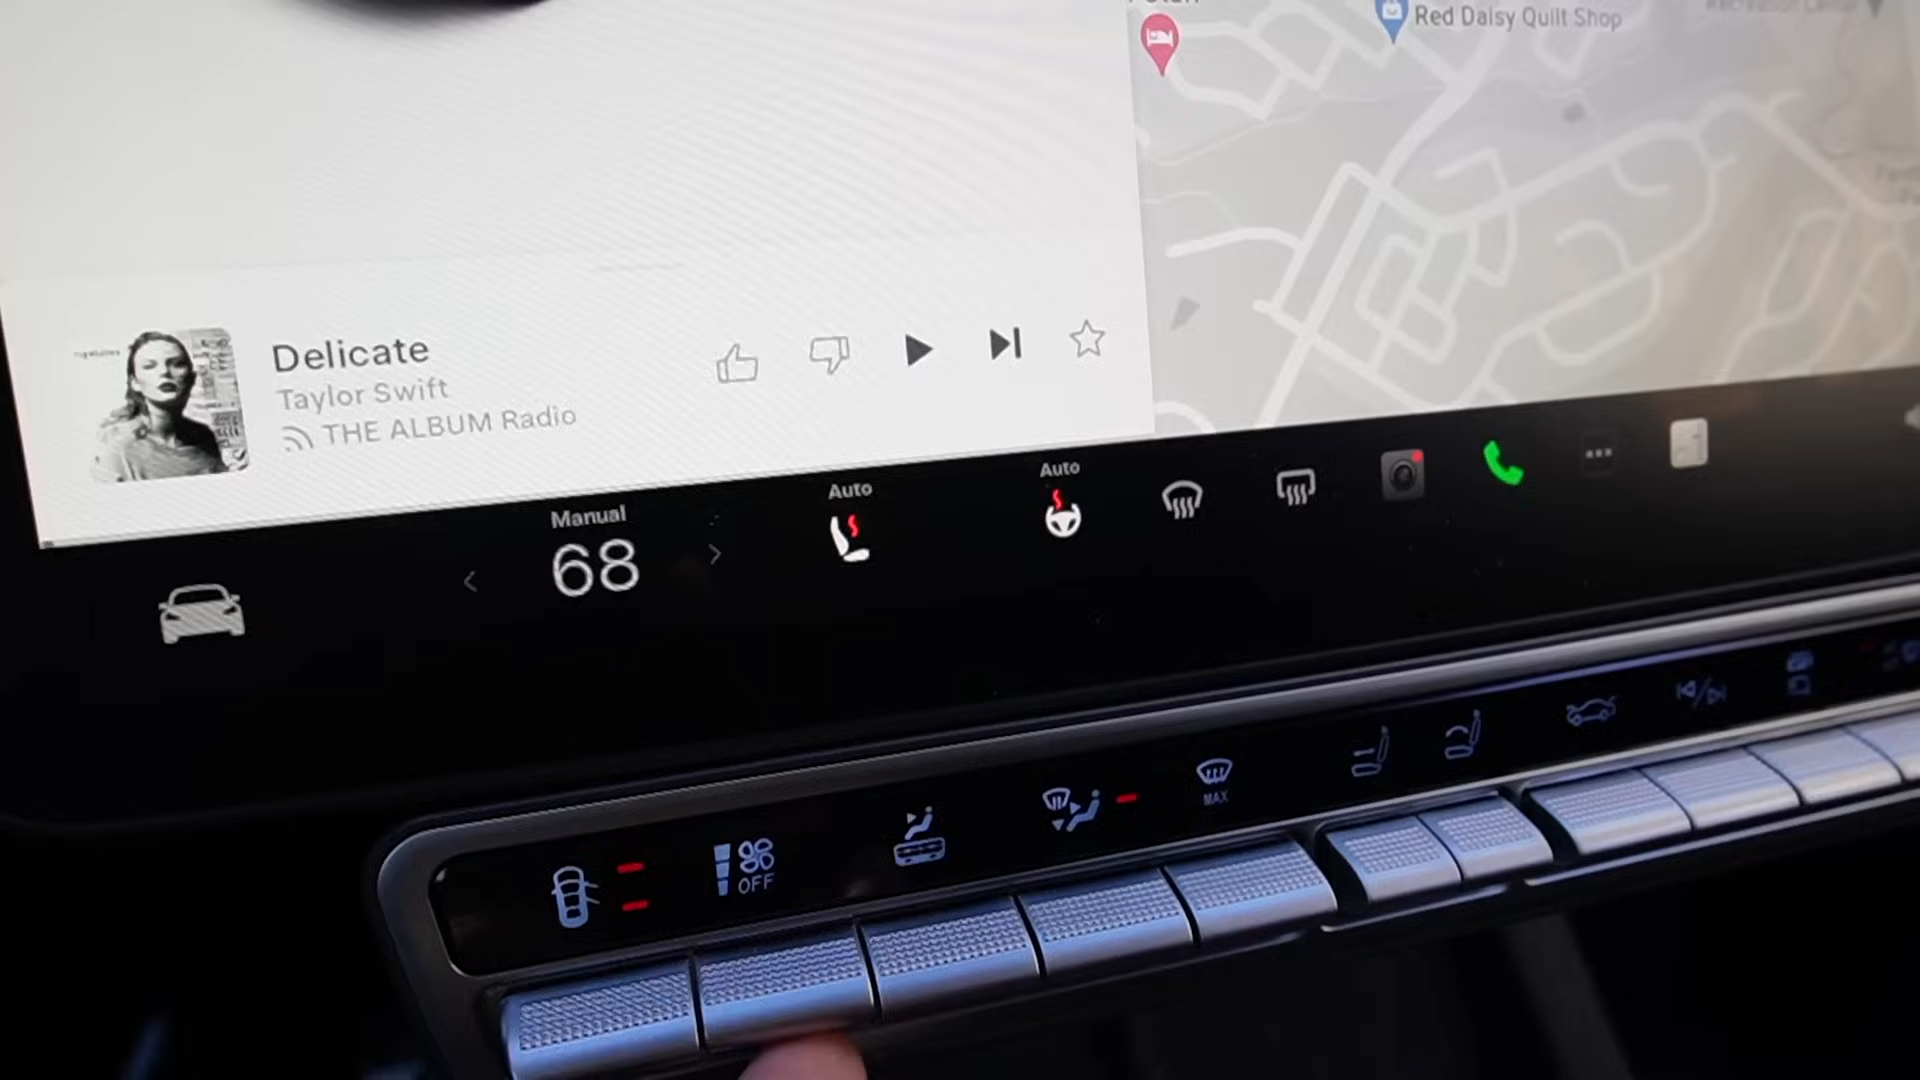 Red Daisy Quilt Shop
Delicate
Taylor Swift
THE ALBUM Radio
Manual
68
Auto
Auto
OFF
MAX